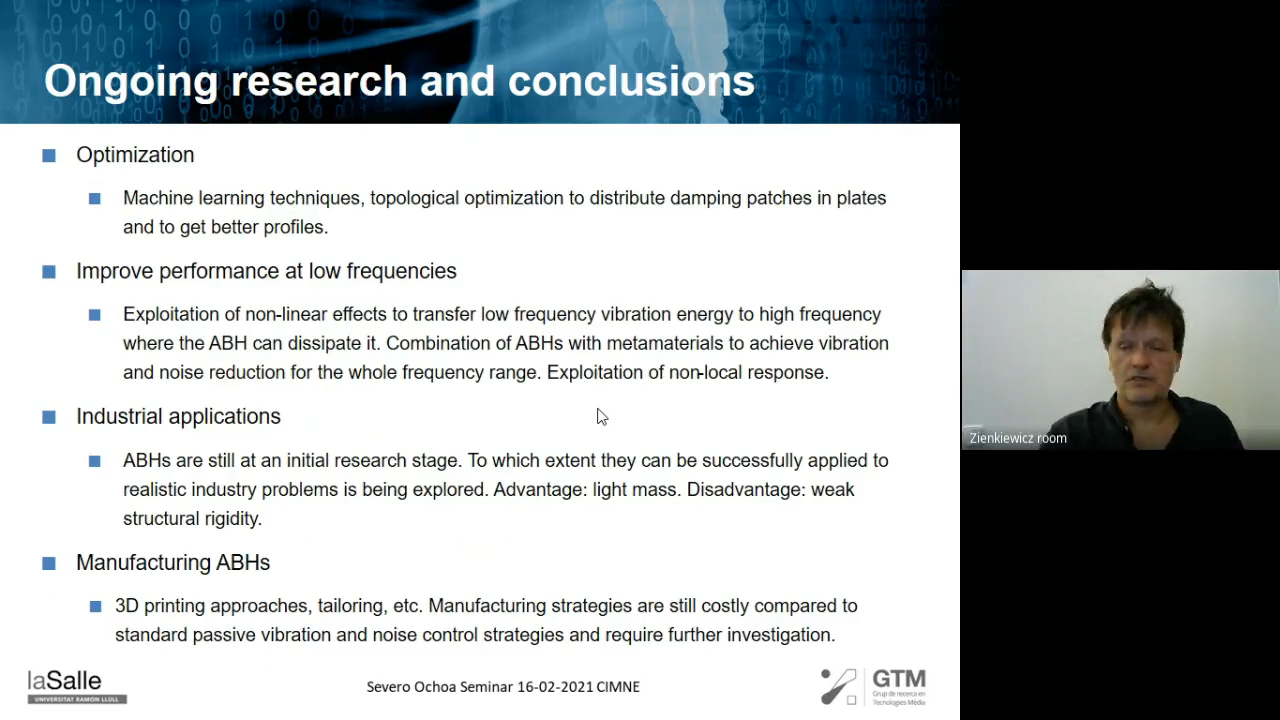 Ongoing research and conclusions
Optimization
Machine learning techniques, topological optimization to distribute damping patches in plates
and to get better profiles.
Improve performance at low frequencies
Exploitation of non-linear effects to transfer low frequency vibration energy to high frequency
where the ABH can dissipate it. Combination of ABHs with metamaterials to achieve vibration
and noise reduction for the whole frequency range. Exploitation of non-local response.
Industrial applications
ABHs are still at an initial research stage. To which extent they can be successfully applied to
realistic industry problems is being explored. Advantage: light mass. Disadvantage: weak
structural rigidity.
Manufacturing ABHs
3D printing approaches, tailoring, etc. Manufacturing strategies are still costly compared to
standard passive vibration and noise control strategies and require further investigation.
laSalle
UNIVERSITAT RAMON LLULL
Severo Ochoa Seminar 16-02-2021 CIMNE
GTM
Grup de recerca en
Tecnologies Mèdia
Zienkiewicz room